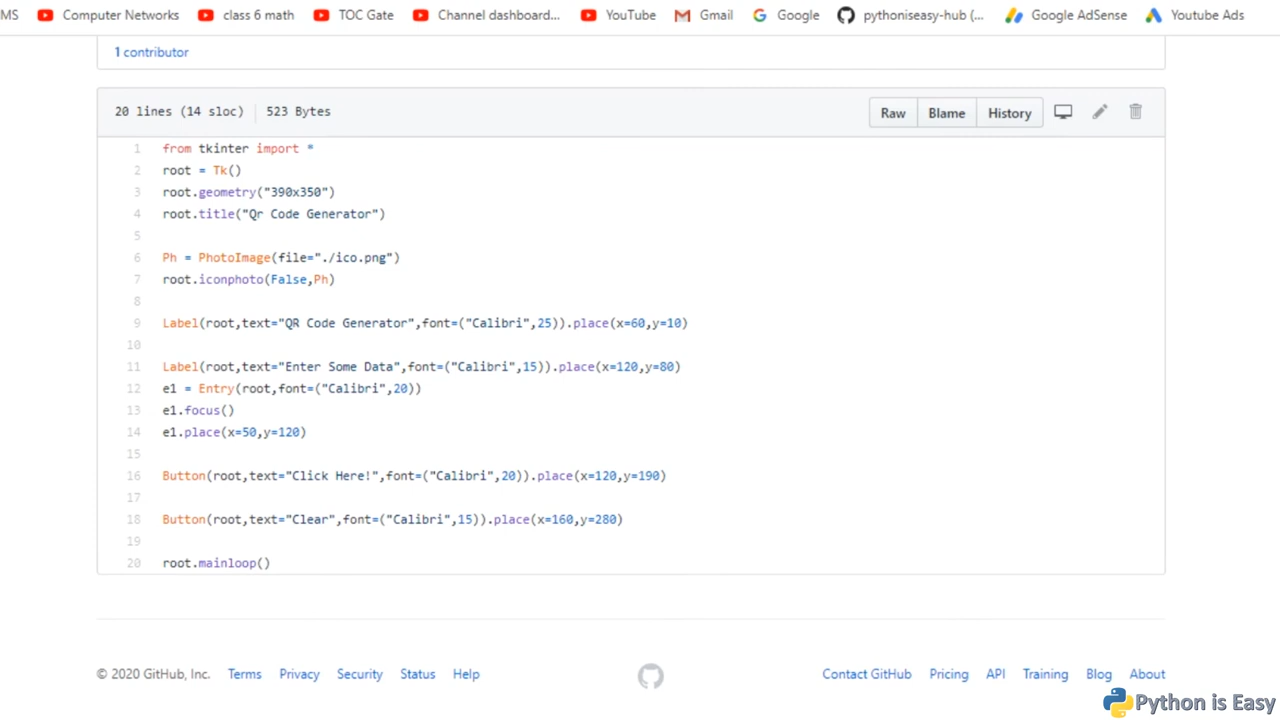 MS Computer Networks class 6 math TOC Gate Channel dashboard... YouTube Gmail Google pythoniseasy-hub (... Google AdSense Youtube Ads
1 contributor
20 lines (14 sloc) 523 Bytes Raw Blame History
1 from tkinter import *
2 root = Tk()
3 root.geometry("390x350")
4 root.title("Qr Code Generator")
5
6 Ph = PhotoImage(file="./ico.png")
7 root.iconphoto(False,Ph)
8
9 Label(root,text="QR Code Generator",font=("Calibri",25)).place(x=60,y=10)
10
11 Label(root,text="Enter Some Data",font=("Calibri",15)).place(x=120,y=80)
12 e1 = Entry(root,font=("Calibri",20))
13 e1.focus()
14 e1.place(x=50,y=120)
15
16 Button(root,text="Click Here!",font=("Calibri",20)).place(x=120,y=190)
17
18 Button(root,text="Clear",font=("Calibri",15)).place(x=160,y=280)
19
20 root.mainloop()
© 2020 GitHub, Inc. Terms Privacy Security Status Help Contact GitHub Pricing API Training Blog About
Python is Easy